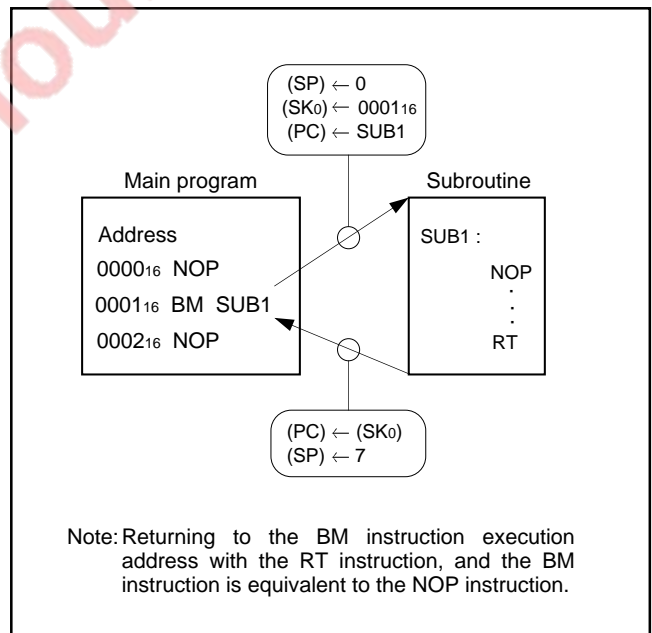 (SP) ← 0
(SK0) ← 000116
(PC) ← SUB1
Main program
Subroutine
Address
000016 NOP
000116 BM SUB1
000216 NOP
SUB1 :
NOP
·
·
·
·
RT
(PC) ← (SK0)
(SP) ← 7
Note: Returning to the BM instruction execution
address with the RT instruction, and the BM
instruction is equivalent to the NOP instruction.